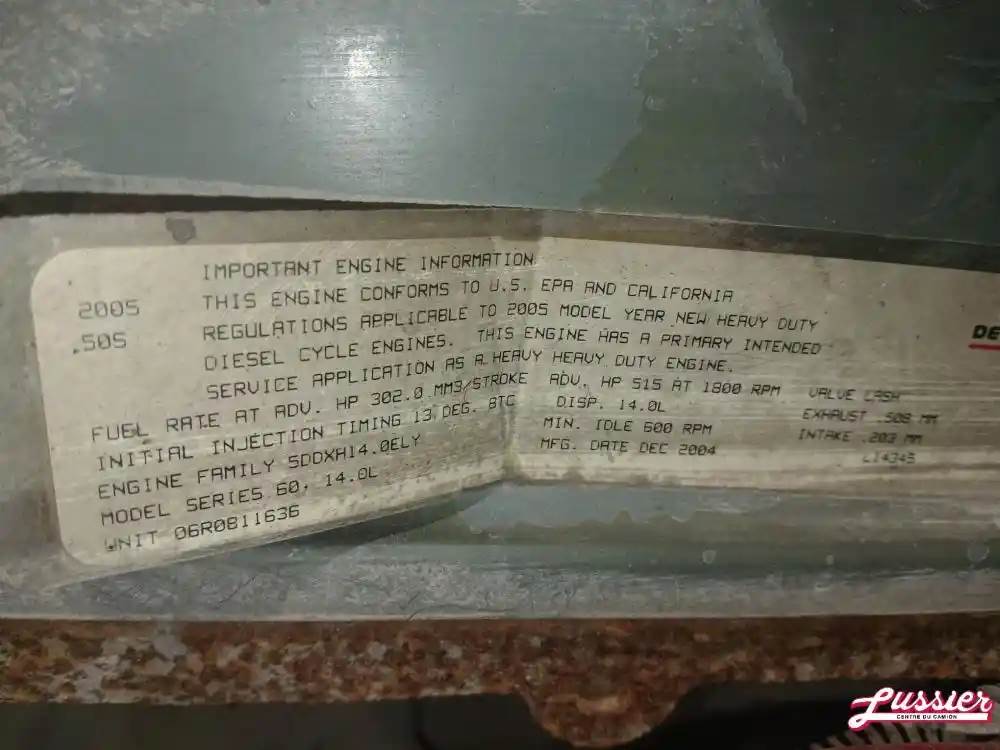 IMPORTANT ENGINE INFORMATION
2005 THIS ENGINE CONFORMS TO U.S. EPA AND CALIFORNIA
.50S REGULATIONS APPLICABLE TO 2005 MODEL YEAR NEW HEAVY DUTY
DIESEL CYCLE ENGINES. THIS ENGINE HAS A PRIMARY INTENDED
SERVICE APPLICATION AS A HEAVY HEAVY DUTY ENGINE.
FUEL RATE AT ADV. HP 302.0 MM3/STROKE ADV. HP 515 AT 1800 RPM VALVE LASH
INITIAL INJECTION TIMING 13 DEG. BTC DISP. 14.0L EXHAUST .508 MM
ENGINE FAMILY 5DDXH14.0ELY MIN. IDLE 600 RPM INTAKE .203 MM
MODEL SERIES 60, 14.0L MFG. DATE DEC 2004 L14345
UNIT 06R0811636
DE
Lussier
CENTRE DU CAMION